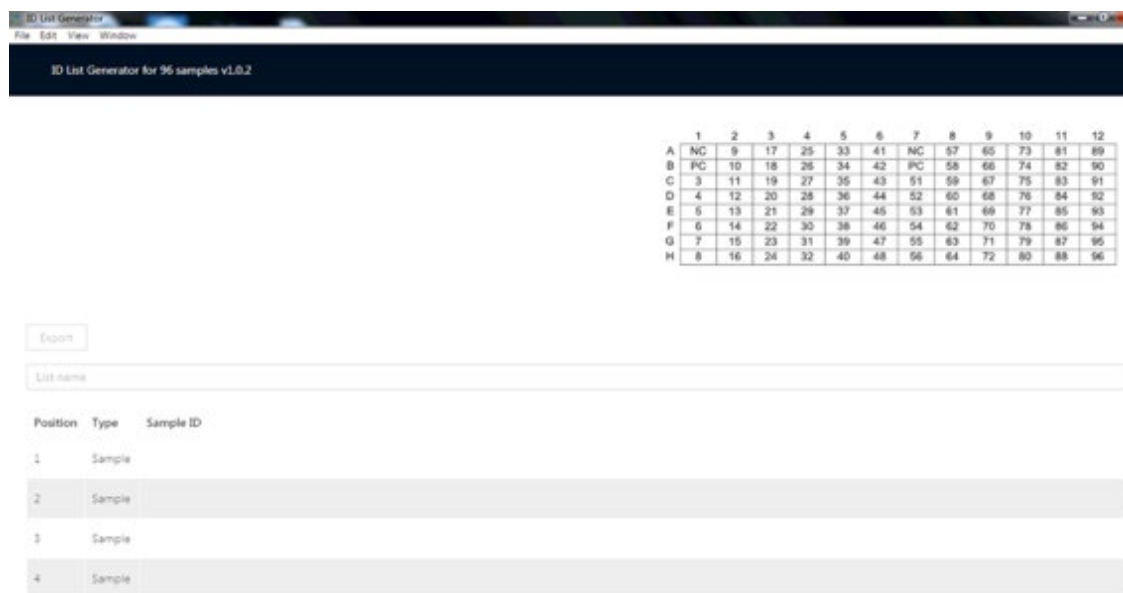 ID List Generator
File Edit View Window
ID List Generator for 96 samples v1.0.2
1 2 3 4 5 6 7 8 9 10 11 12
A NC 9 17 25 33 41 NC 57 65 73 81 89
B PC 10 18 26 34 42 PC 58 66 74 82 90
C 3 11 19 27 35 43 51 59 67 75 83 91
D 4 12 20 28 36 44 52 60 68 76 84 92
E 5 13 21 29 37 45 53 61 69 77 85 93
F 6 14 22 30 38 46 54 62 70 78 86 94
G 7 15 23 31 39 47 55 63 71 79 87 95
H 8 16 24 32 40 48 56 64 72 80 88 96
Export
List name
Position Type Sample ID
1 Sample
2 Sample
3 Sample
4 Sample